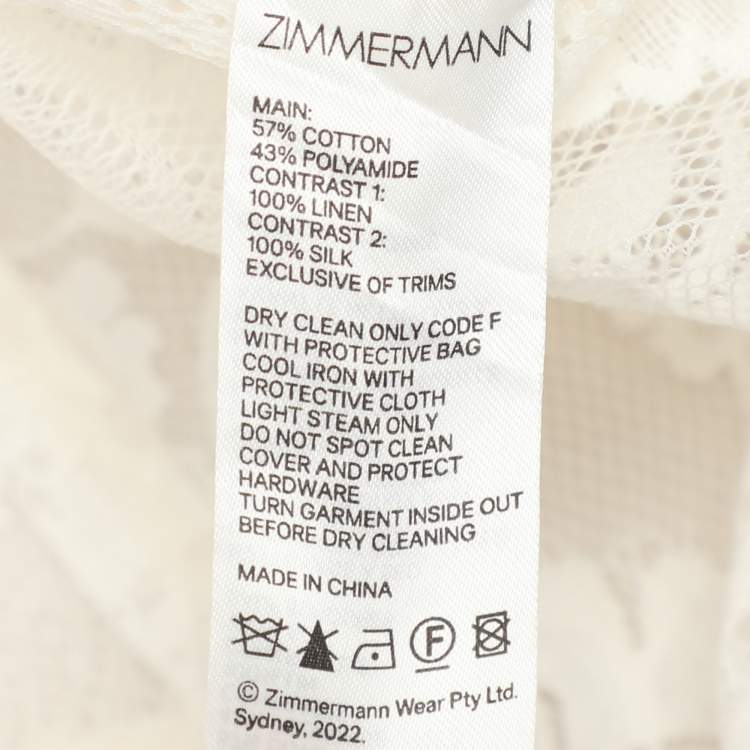 ZIMMERMANN
MAIN:
57% COTTON
43% POLYAMIDE
CONTRAST 1:
100% LINEN
CONTRAST 2:
100% SILK
EXCLUSIVE OF TRIMS
DRY CLEAN ONLY CODE F
WITH PROTECTIVE BAG
COOL IRON WITH
PROTECTIVE CLOTH
LIGHT STEAM ONLY
DO NOT SPOT CLEAN
COVER AND PROTECT
HARDWARE
TURN GARMENT INSIDE OUT
BEFORE DRY CLEANING
MADE IN CHINA
F
© Zimmermann Wear Pty Ltd.
Sydney, 2022.